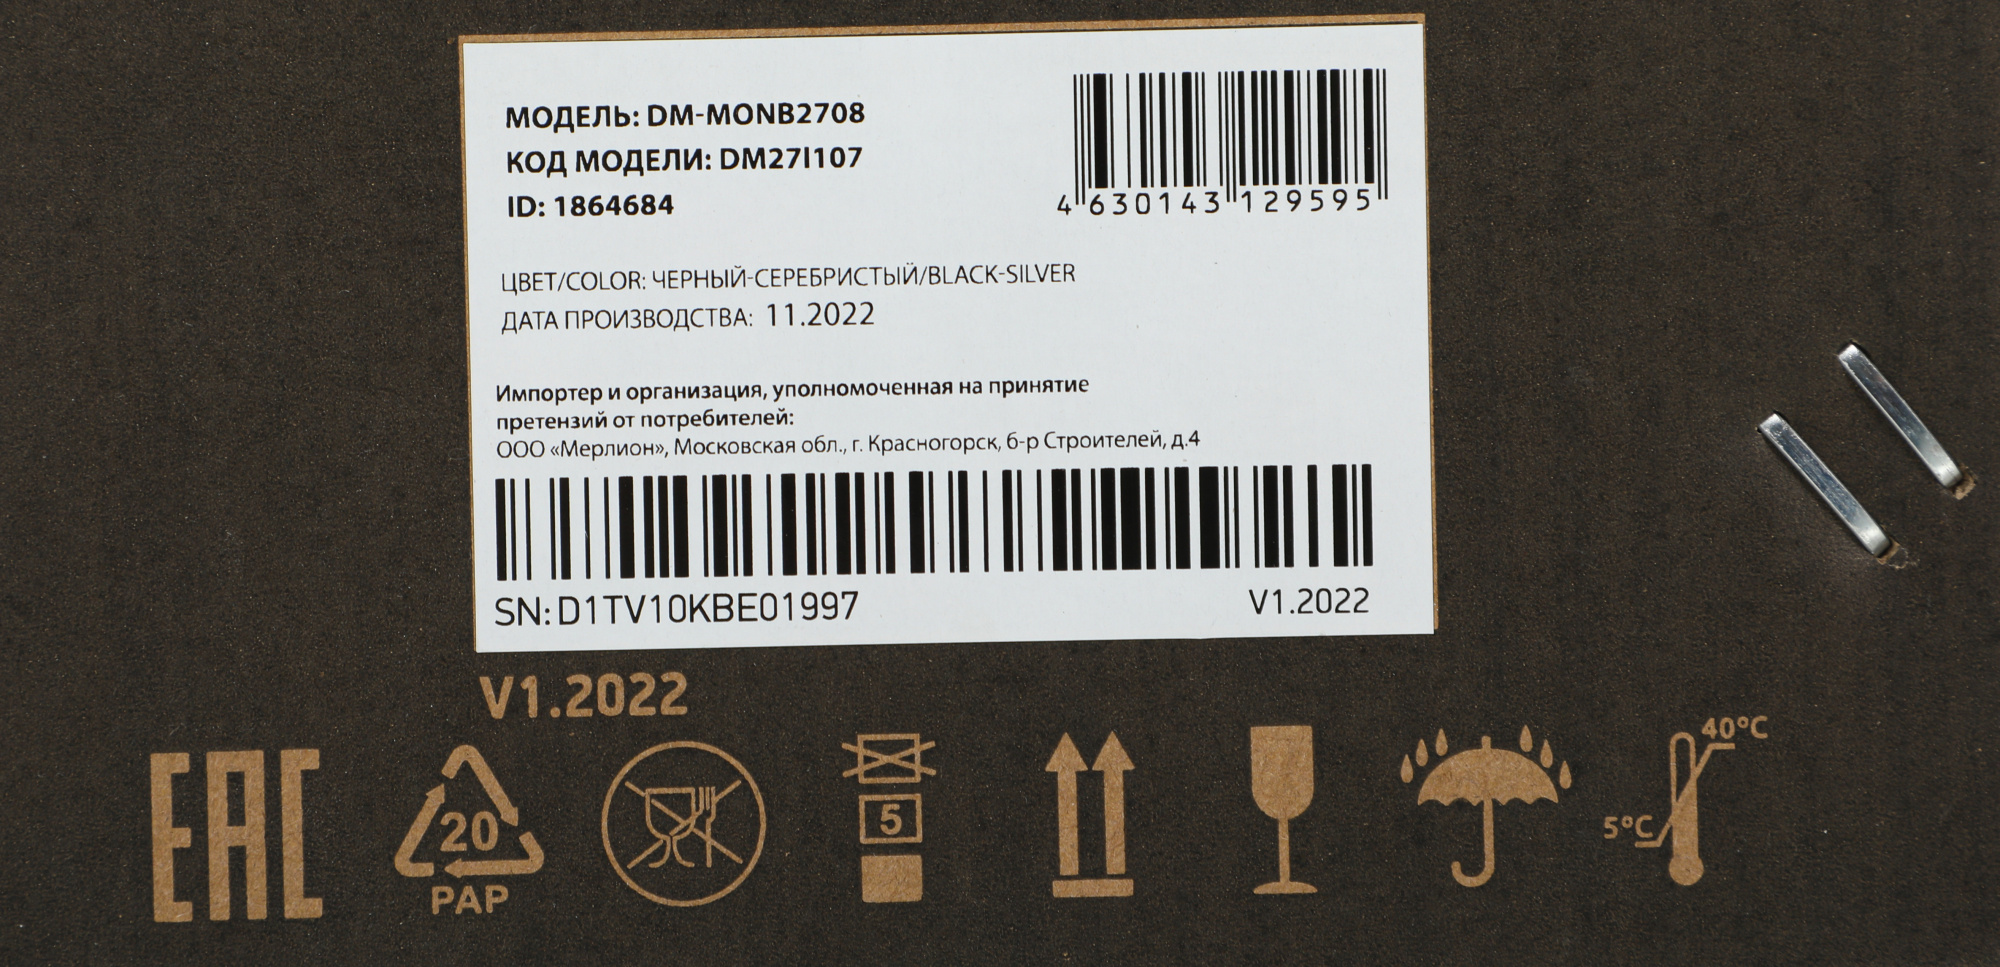 МОДЕЛЬ: DM-MONB2708
КОД МОДЕЛИ: DM27I107
ID: 1864684
4 630143 129595
ЦВЕТ/COLOR: ЧЕРНЫЙ-СЕРЕБРИСТЫЙ/BLACK-SILVER
ДАТА ПРОИЗВОДСТВА: 11.2022
Импортер и организация, уполномоченная на принятие
претензий от потребителей:
ООО «Мерлион», Московская обл., г. Красногорск, б-р Строителей, д.4
SN: D1TV10KBE01997
V1.2022
V1.2022
EAC
20
PAP
5
40°C
5°C